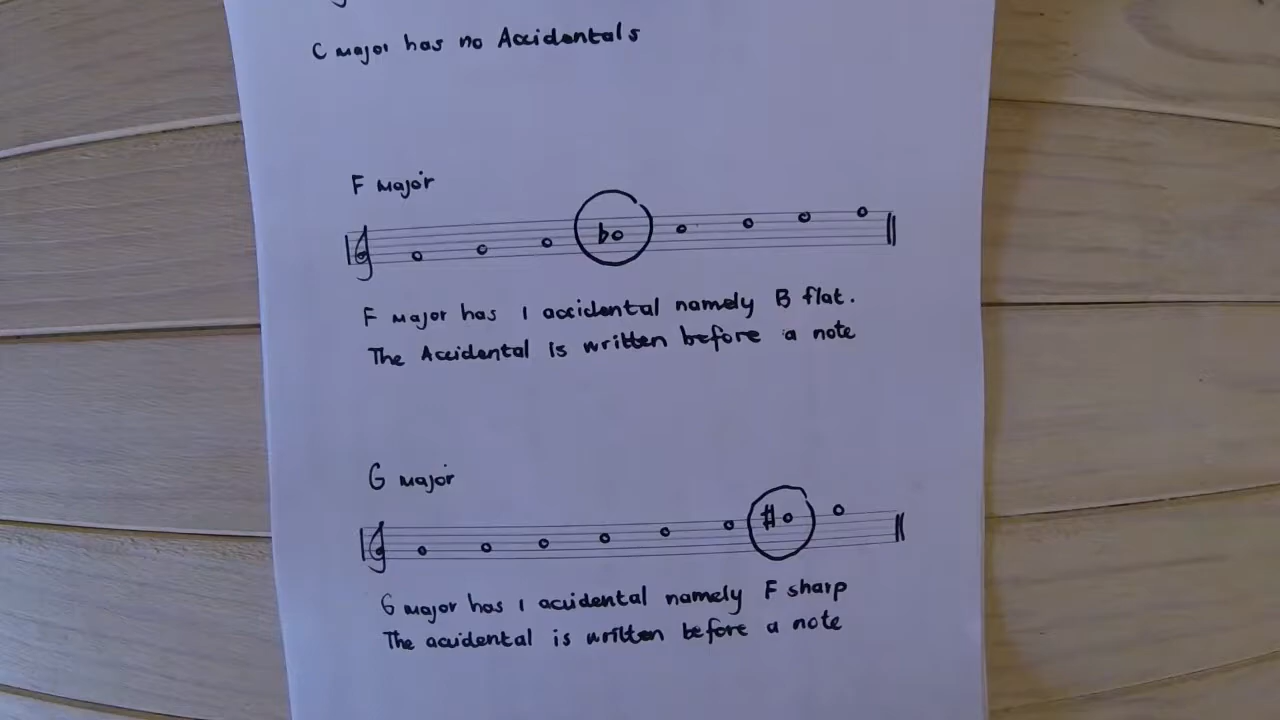 C major has no Accidentals
F major
F major has 1 accidental namely B flat.
The Accidental is written before a note
G major
G major has 1 accidental namely F sharp
The accidental is written before a note